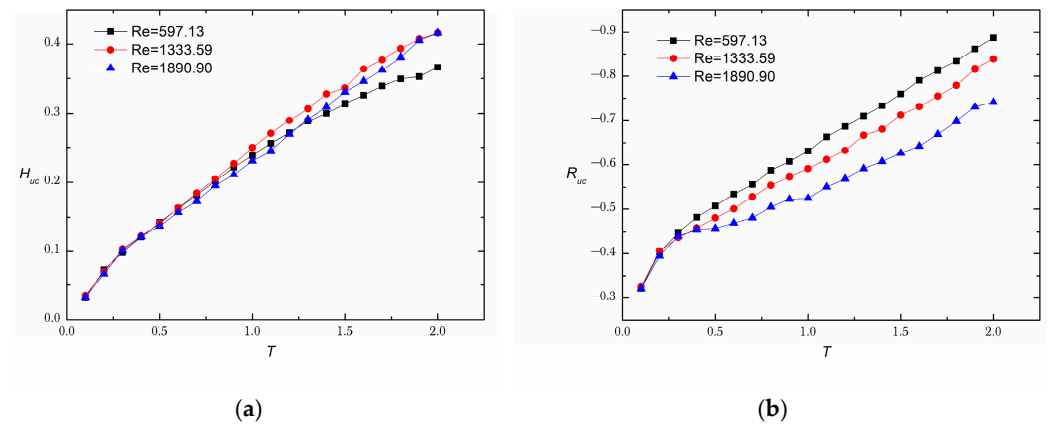 Re=597.13
Re=1333.59
Re=1890.90
0.4
0.3
0.2
0.1
0.0
H_uc
0.0 0.5 1.0 1.5 2.0
T
(a)
Re=597.13
Re=1333.59
Re=1890.90
−0.9
−0.8
−0.7
−0.6
−0.5
−0.4
−0.3
R_uc
0.0 0.5 1.0 1.5 2.0
T
(b)